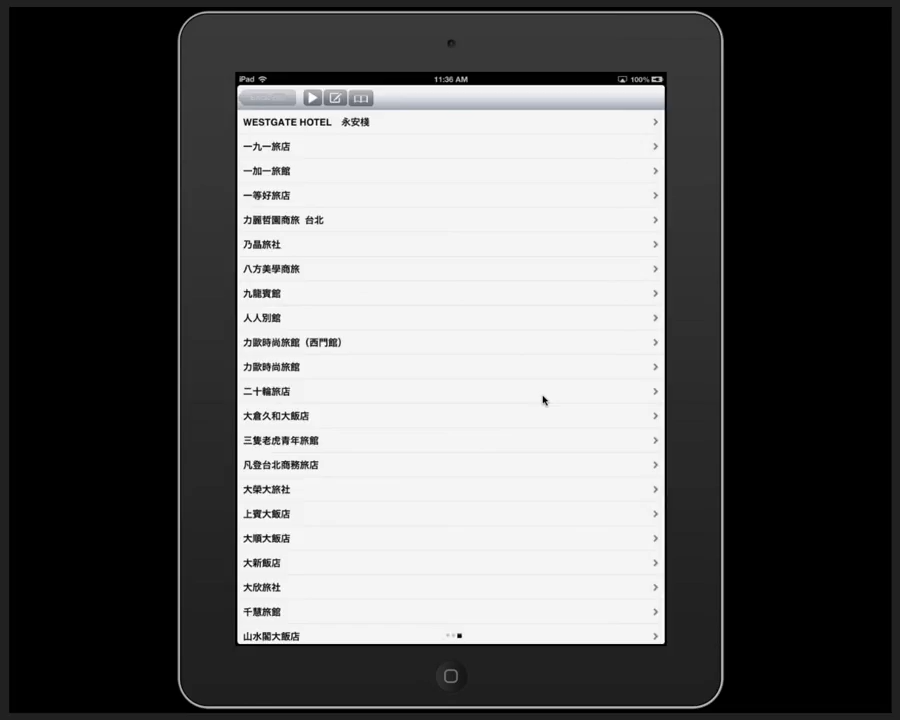 iPad
11:36 AM
100%
WESTGATE HOTEL 永安棧
一九一旅店
一加一旅館
一等好旅店
力麗哲園商旅 台北
乃晶旅社
八方美學商旅
九龍賓館
人人別館
力歐時尚旅館（西門館）
力歐時尚旅館
二十輪旅店
大倉久和大飯店
三隻老虎青年旅館
凡登台北商務旅店
大榮大旅社
上賓大飯店
大順大飯店
大新飯店
大欣旅社
千慧旅館
山水閣大飯店